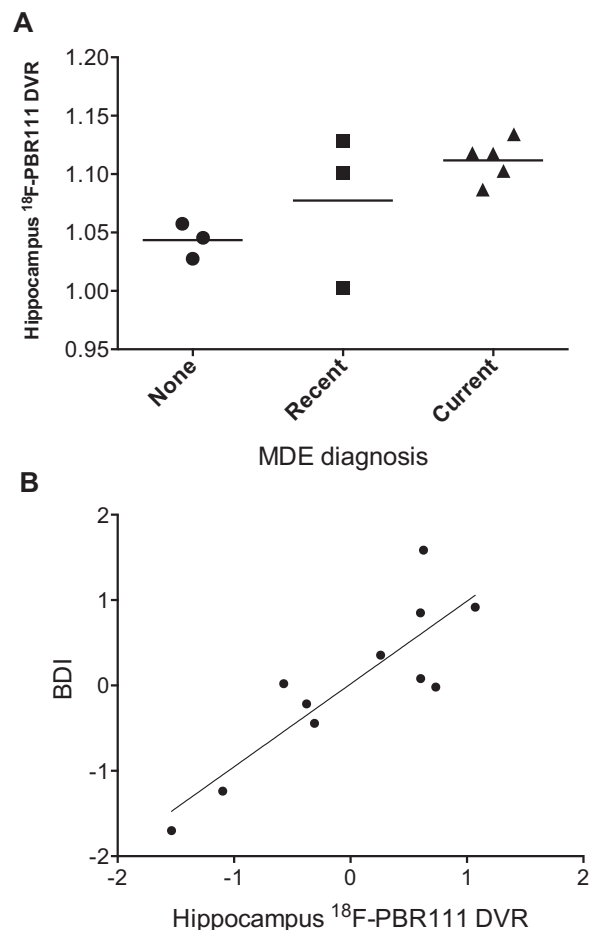 A
Hippocampus ¹⁸F-PBR111 DVR
1.20
1.15
1.10
1.05
1.00
0.95
None
Recent
Current
MDE diagnosis
B
BDI
2
1
0
-1
-2
-2
-1
0
1
2
Hippocampus ¹⁸F-PBR111 DVR